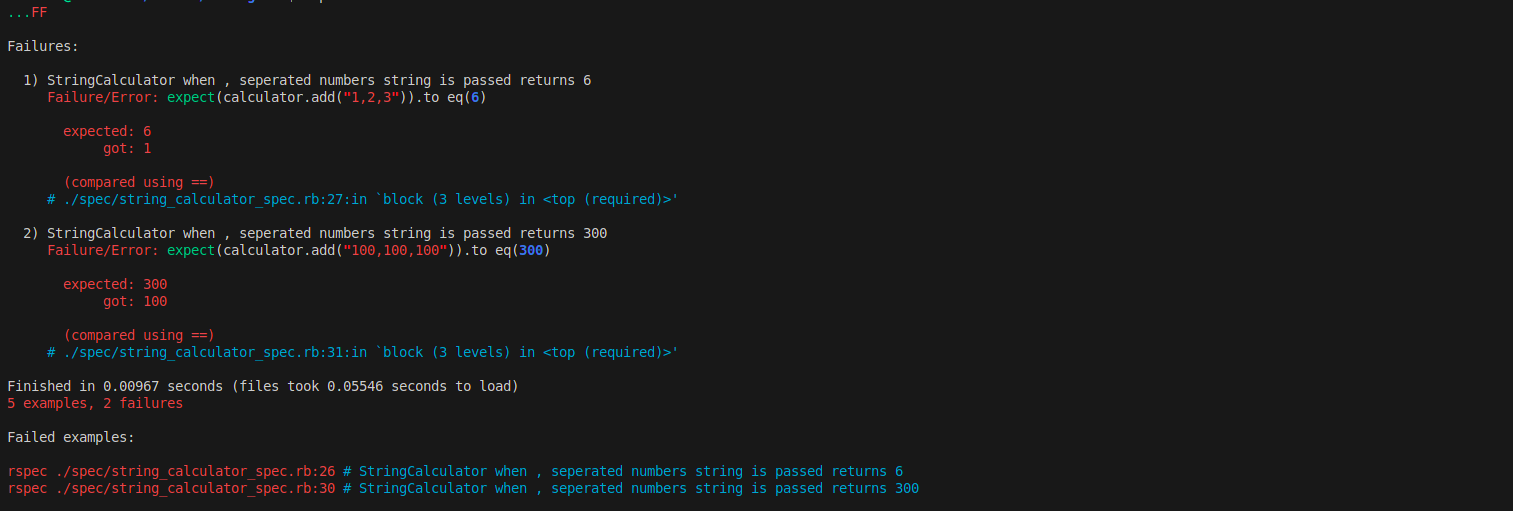 ...FF
Failures:
1) StringCalculator when , seperated numbers string is passed returns 6
Failure/Error: expect(calculator.add("1,2,3")).to eq(6)
expected: 6
got: 1
(compared using ==)
# ./spec/string_calculator_spec.rb:27:in `block (3 levels) in <top (required)>'
2) StringCalculator when , seperated numbers string is passed returns 300
Failure/Error: expect(calculator.add("100,100,100")).to eq(300)
expected: 300
got: 100
(compared using ==)
# ./spec/string_calculator_spec.rb:31:in `block (3 levels) in <top (required)>'
Finished in 0.00967 seconds (files took 0.05546 seconds to load)
5 examples, 2 failures
Failed examples:
rspec ./spec/string_calculator_spec.rb:26 # StringCalculator when , seperated numbers string is passed returns 6
rspec ./spec/string_calculator_spec.rb:30 # StringCalculator when , seperated numbers string is passed returns 300